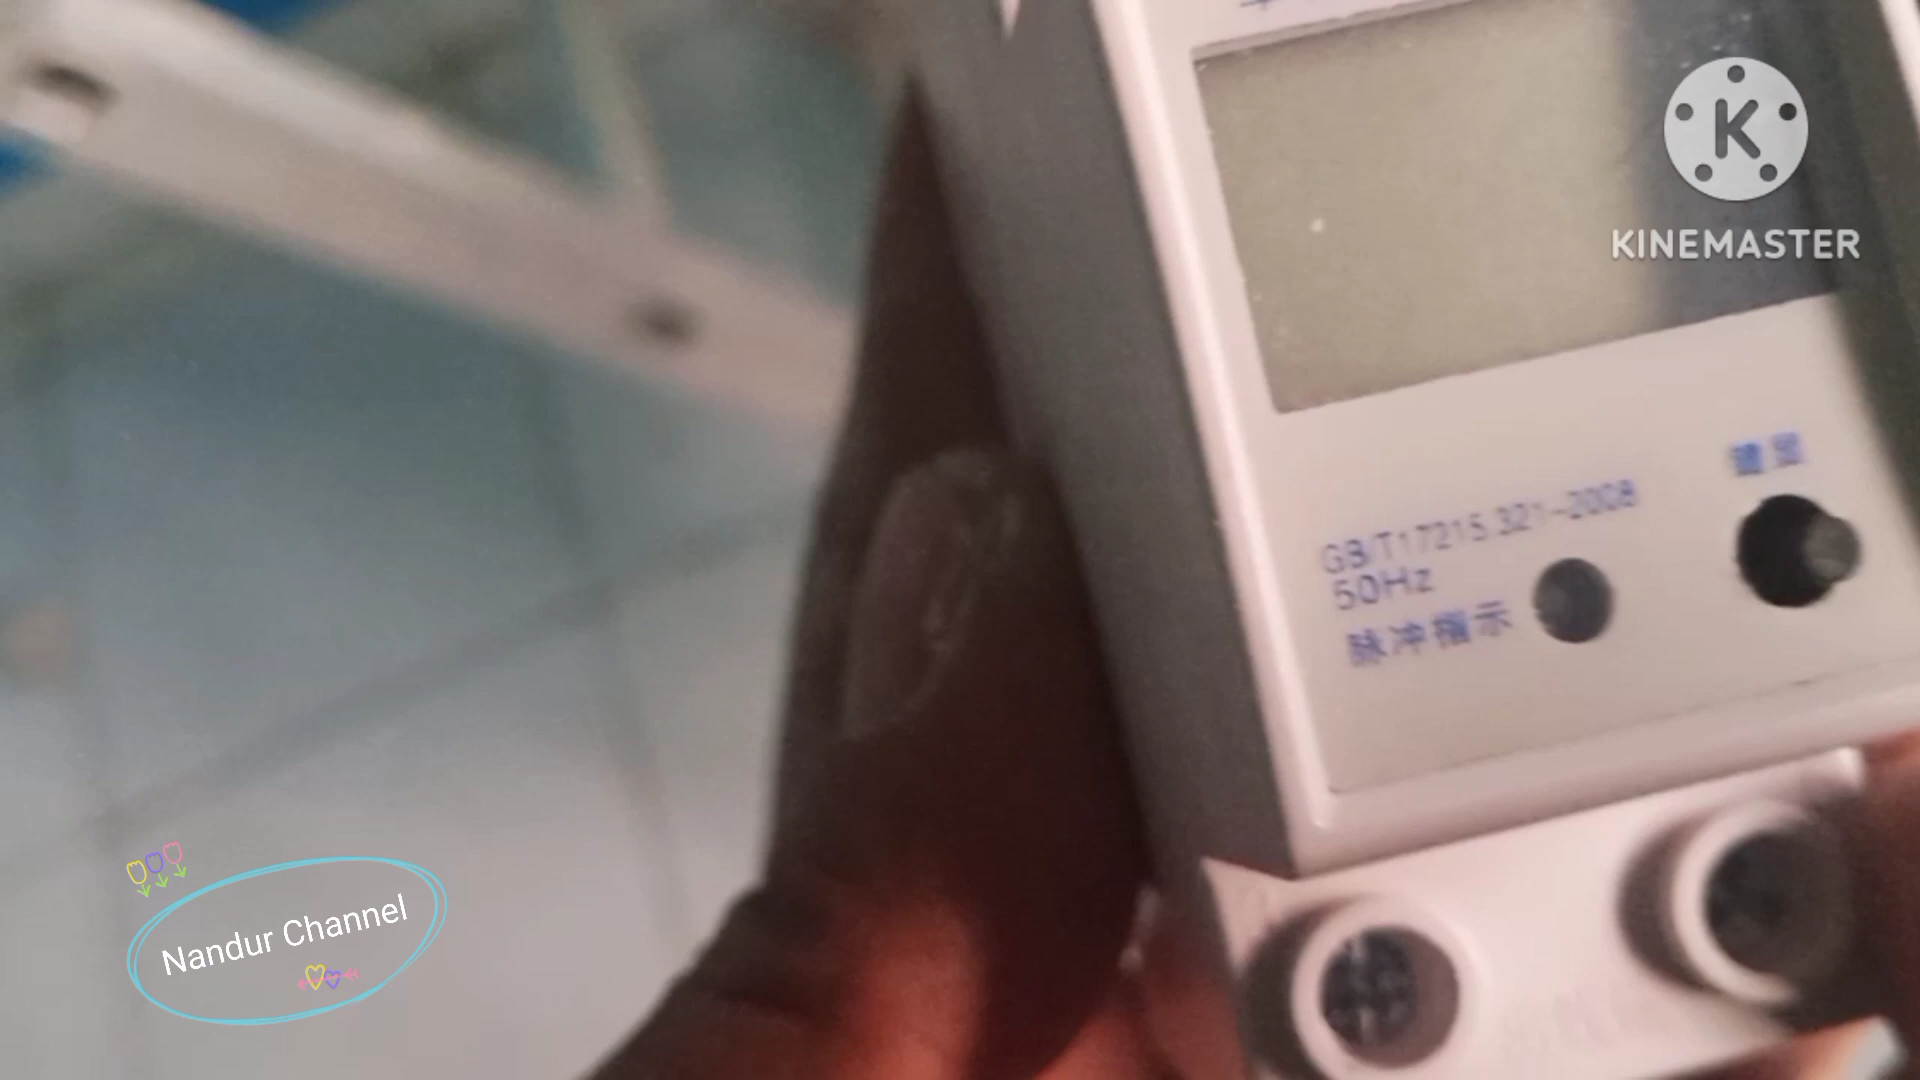 K
KINEMASTER
GB/T17215.321-2008
50Hz
脉冲指示
Nandur Channel